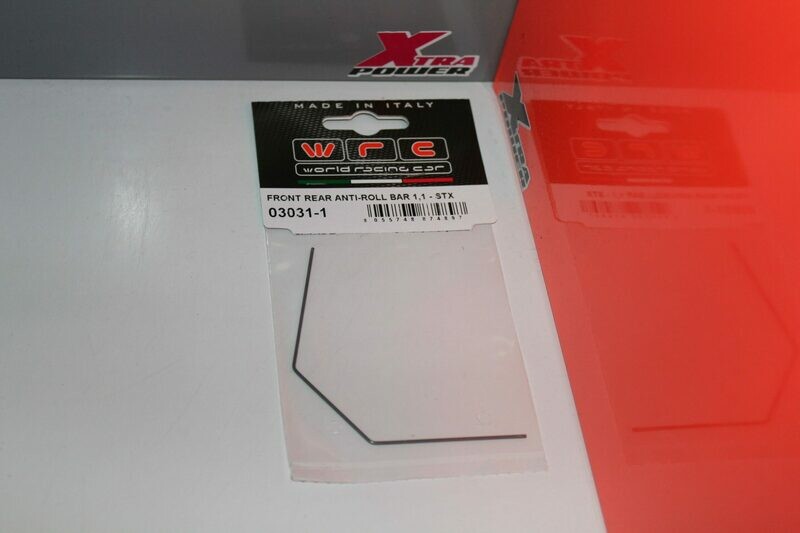 XTRA
POWER
MADE IN ITALY
wrc
world racing car
FRONT REAR ANTI-ROLL BAR 1,1 - STX
03031-1